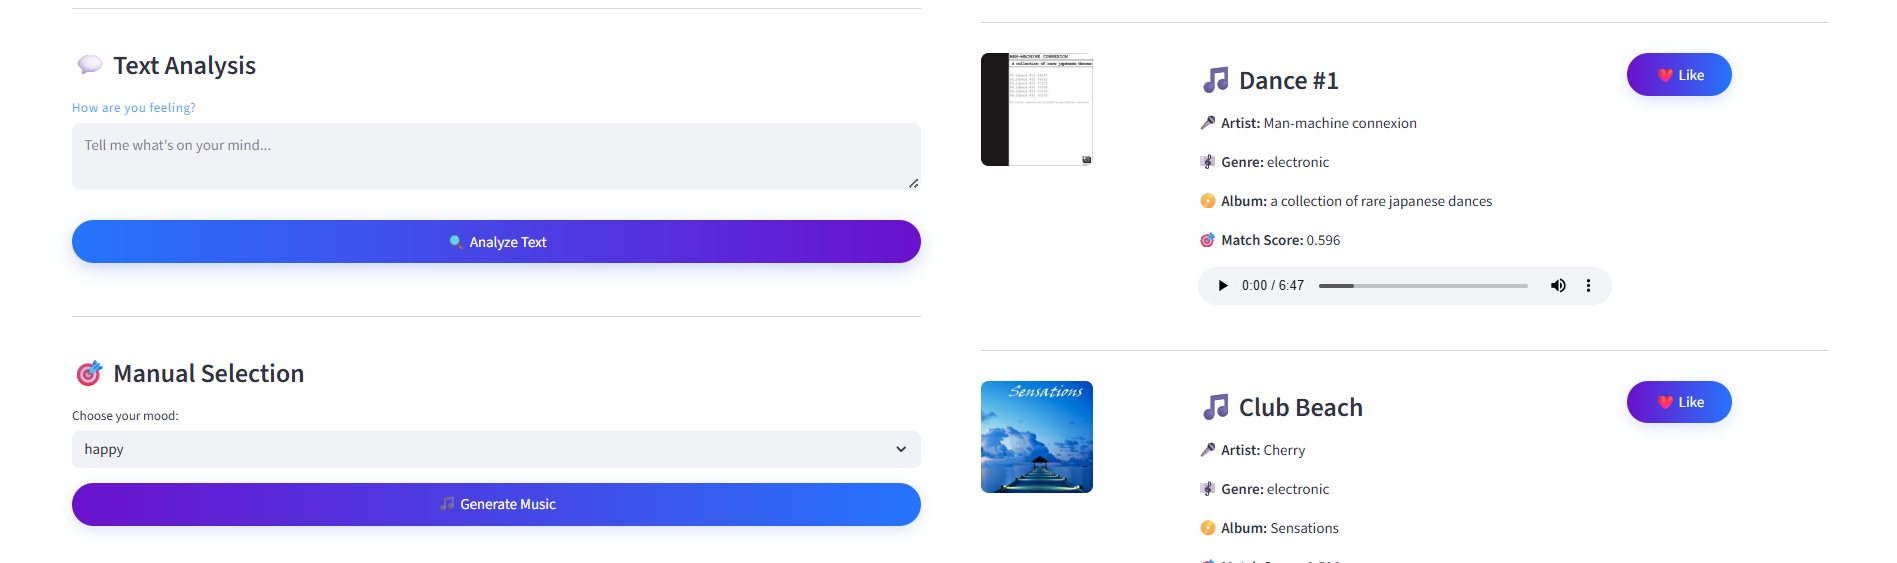 Text Analysis
How are you feeling?
Tell me what's on your mind...
Analyze Text
Manual Selection
Choose your mood:
happy
Generate Music
MAN-MACHINE CONNEXION
a collection of rare japanese dances
Dance #1
Like
Artist: Man-machine connexion
Genre: electronic
Album: a collection of rare japanese dances
Match Score: 0.596
0:00 / 6:47
Sensations
Club Beach
Like
Artist: Cherry
Genre: electronic
Album: Sensations